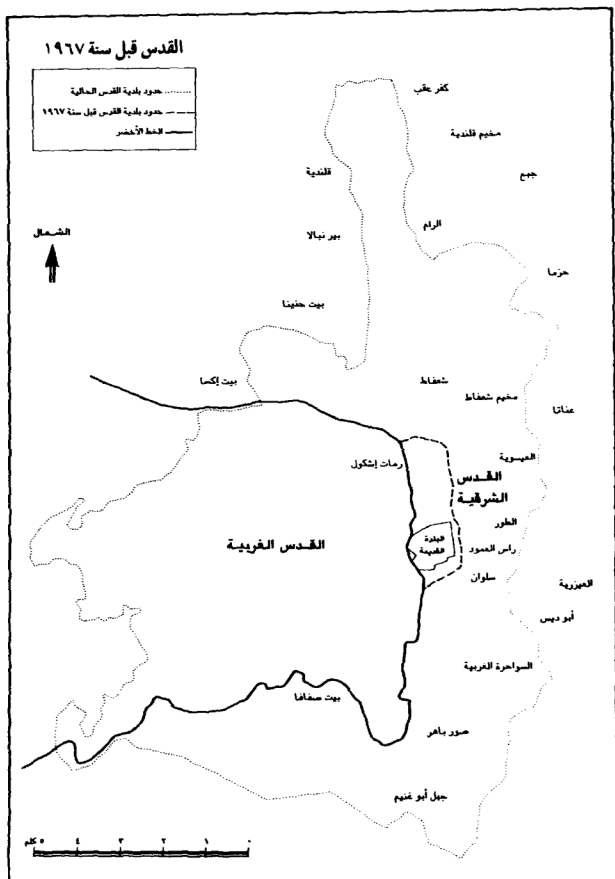 القدس قبل سنة ١٩٦٧
حدود بلدية القدس الحالية
حدود بلدية القدس قبل سنة ١٩٦٧
الخط الأخضر
الشمال
كفر عقب
مخيم قلندية
جبع
قلندية
الرام
بير نبالا
حزما
بيت حنينا
شعفاط
بيت إكسا
مخيم شعفاط
عناتا
العيسوية
رمات إشكول
القدس
الشرقية
الطور
البلدة
القديمة
القدس الغربية
راس العمود
سلوان
العيزرية
أبو ديس
السواحرة الغربية
بيت صفافا
صور باهر
جبل أبو غنيم
٥ كلم ٤ ٣ ٢ ١ ٠